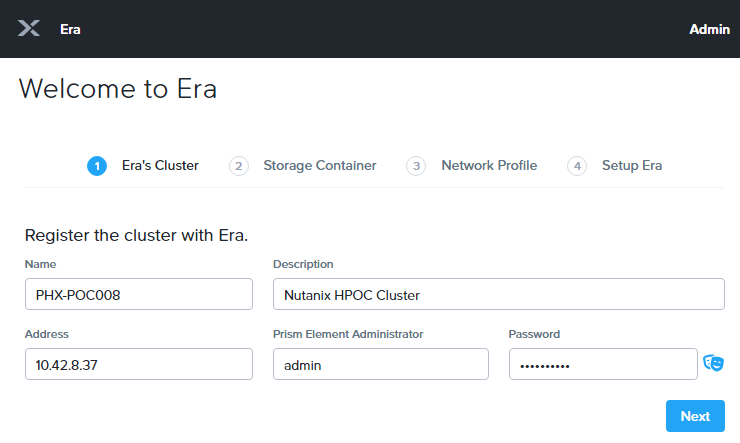 Era Admin
Welcome to Era
1 Era's Cluster 2 Storage Container 3 Network Profile 4 Setup Era
Register the cluster with Era.
Name Description
PHX-POC008 Nutanix HPOC Cluster
Address Prism Element Administrator Password
10.42.8.37 admin ••••••••••
Next